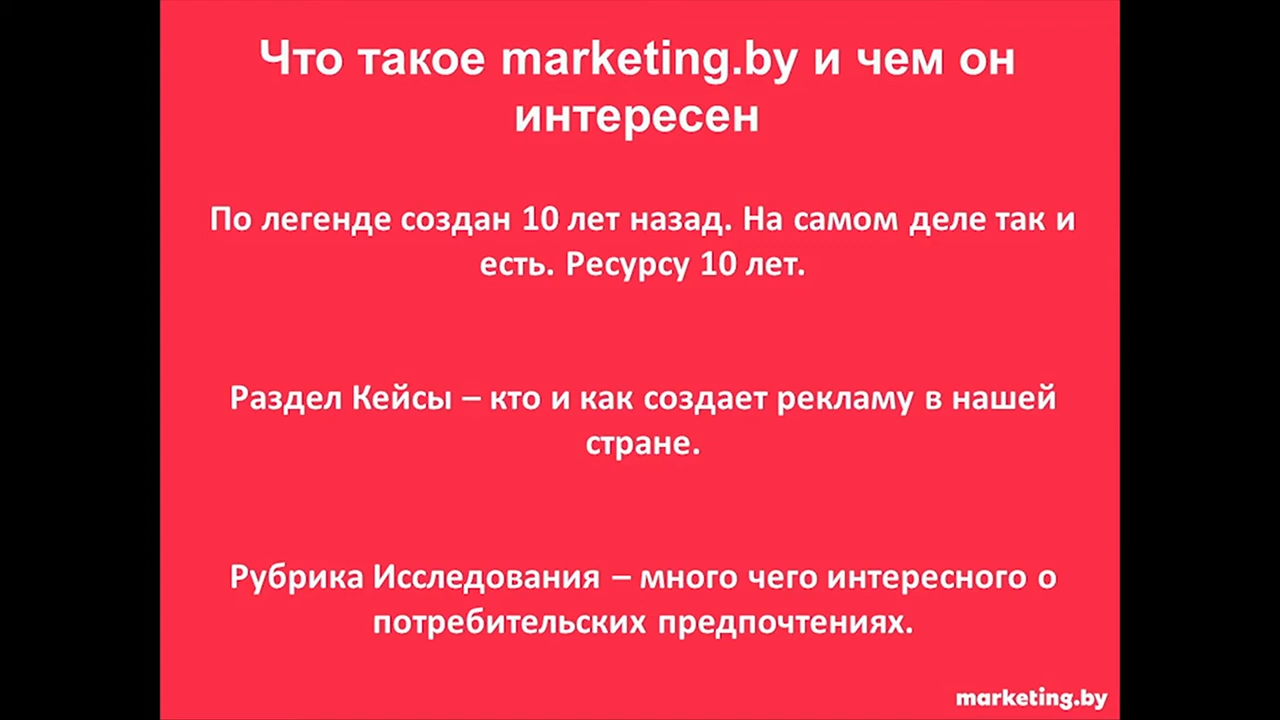 Что такое marketing.by и чем он
интересен
По легенде создан 10 лет назад. На самом деле так и
есть. Ресурсу 10 лет.
Раздел Кейсы – кто и как создает рекламу в нашей
стране.
Рубрика Исследования – много чего интересного о
потребительских предпочтениях.
marketing.by